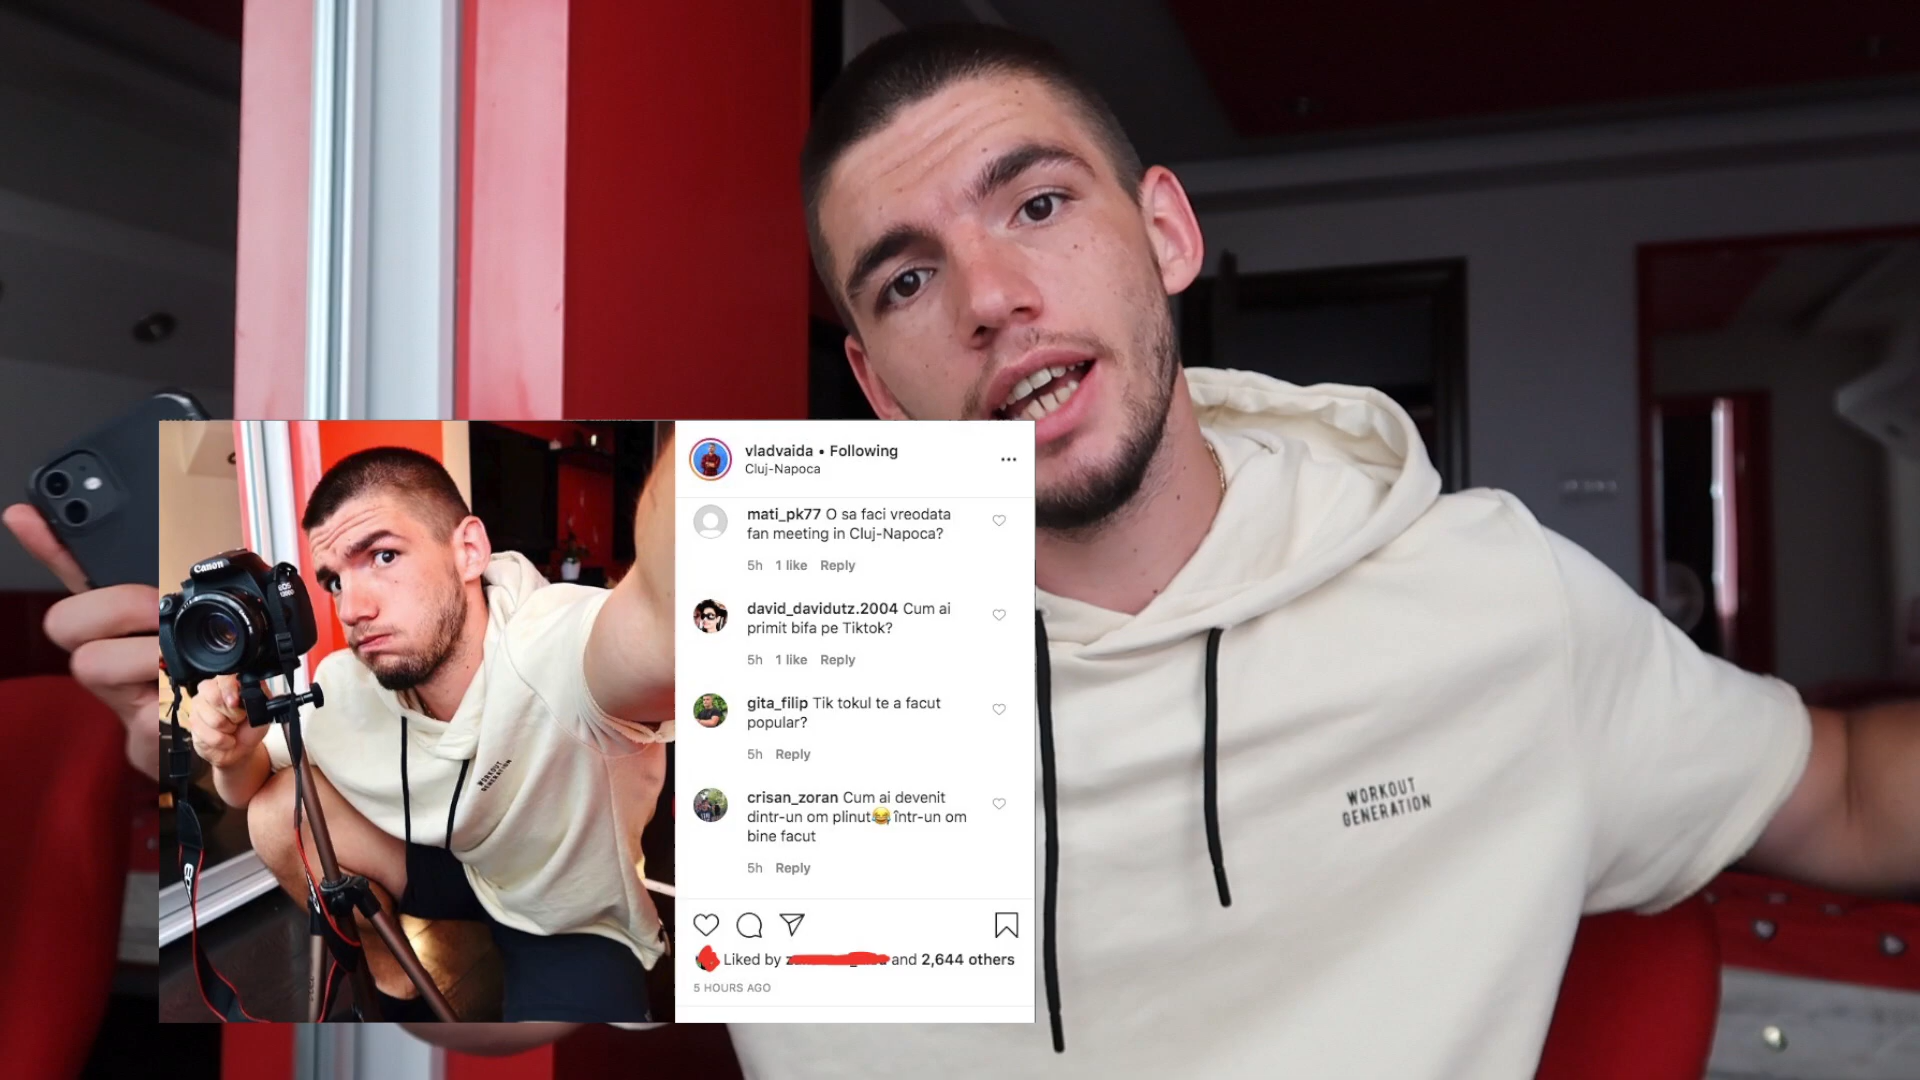 vladvaida • Following
Cluj-Napoca
mati_pk77 O sa faci vreodata
fan meeting in Cluj-Napoca?
5h 1 like Reply
david_davidutz.2004 Cum ai
primit bifa pe Tiktok?
5h 1 like Reply
gita_filip Tik tokul te a facut
popular?
5h Reply
crisan_zoran Cum ai devenit
dintr-un om plinut😂 într-un om
bine facut
5h Reply
Liked by
and 2,644 others
5 HOURS AGO
Canon
EOS
WORKOUT
GENERATION
WORKOUT
GENERATION